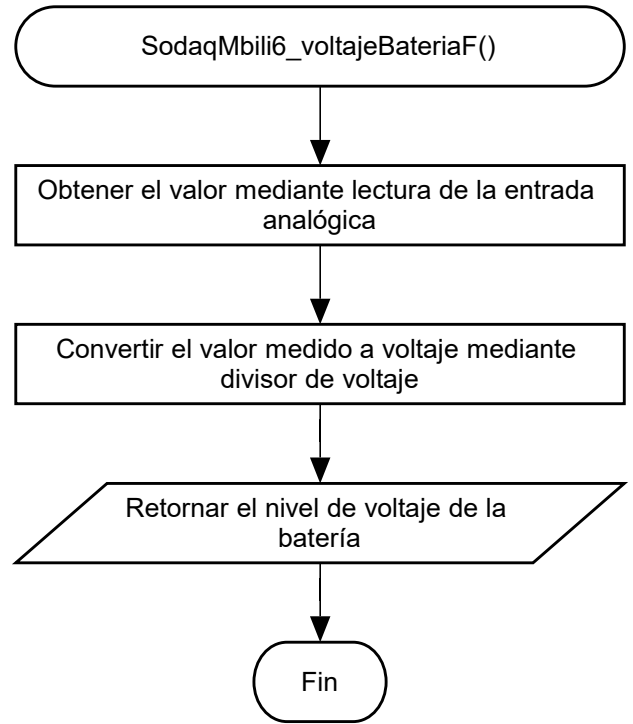 SodaqMbili6_voltajeBateriaF()
Obtener el valor mediante lectura de la entrada
analógica
Convertir el valor medido a voltaje mediante
divisor de voltaje
Retornar el nivel de voltaje de la
batería
Fin